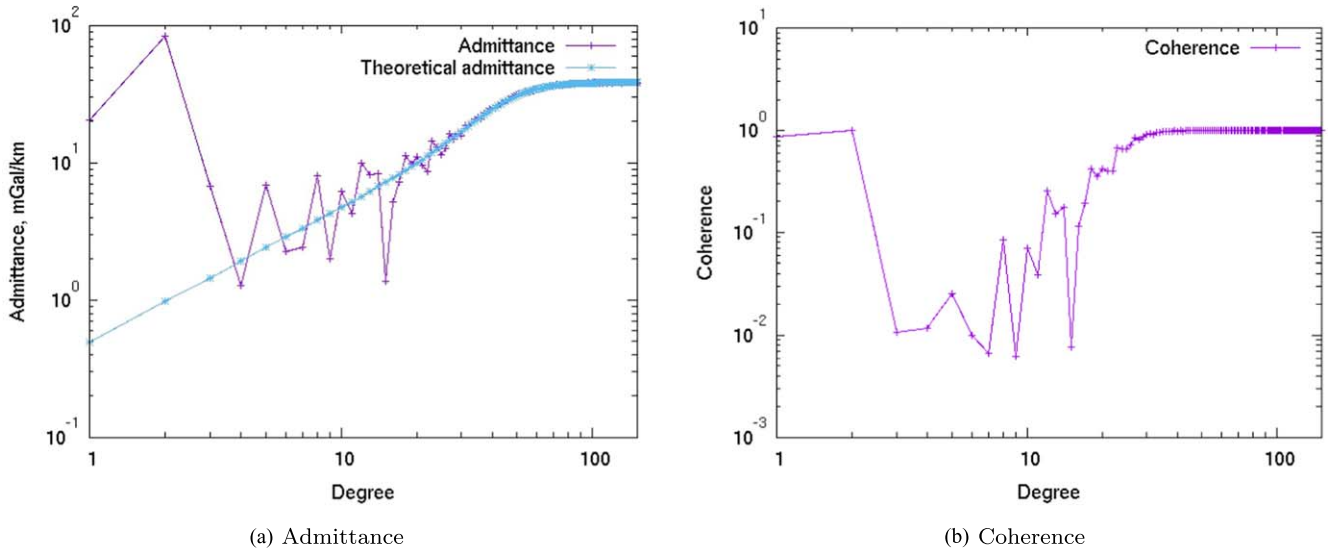 10^2
10^1
10^0
10^-1
Admittance, mGal/km
Admittance
Theoretical admittance
1
10
100
Degree
(a) Admittance
10^1
10^0
10^-1
10^-2
10^-3
Coherence
Coherence
1
10
100
Degree
(b) Coherence